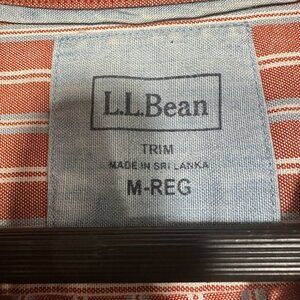 L.L.Bean
TRIM
MADE IN SRI LANKA
M-REG